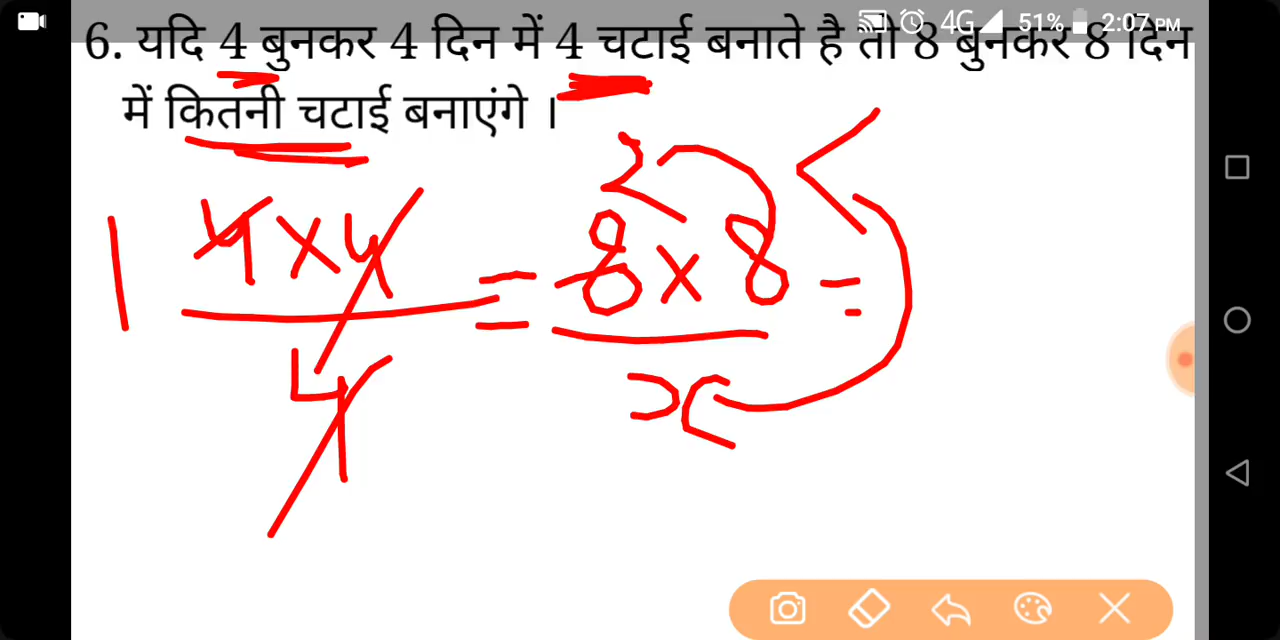 4G 51% 2:07 PM
6. यदि 4 बुनकर 4 दिन में 4 चटाई बनाते है तो 8 बुनकर 8 दिन
में कितनी चटाई बनाएंगे ।
2
1 4 × 4 = 8 × 8 =
4 x